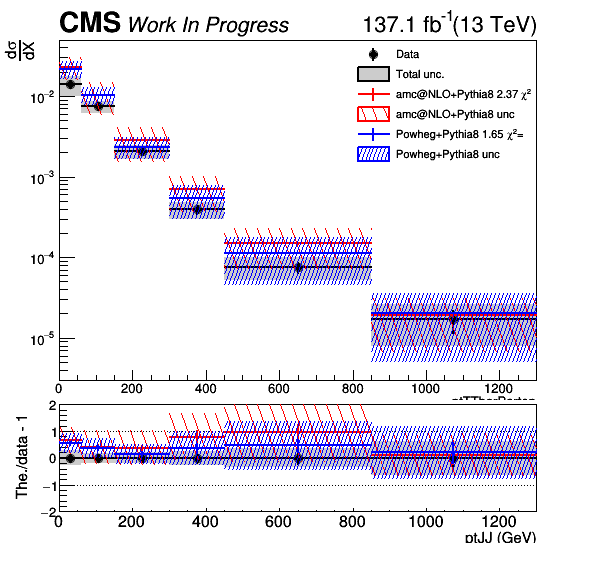 CMS Work In Progress 137.1 fb⁻¹(13 TeV)
dσ
dX
Data
Total unc.
amc@NLO+Pythia8 2.37 χ²
amc@NLO+Pythia8 unc
Powheg+Pythia8 1.65 χ²=
Powheg+Pythia8 unc
10⁻²
10⁻³
10⁻⁴
10⁻⁵
0 200 400 600 800 1000 1200
The./data - 1
2
1
0
−1
−2
0 200 400 600 800 1000 1200
ptJJ (GeV)